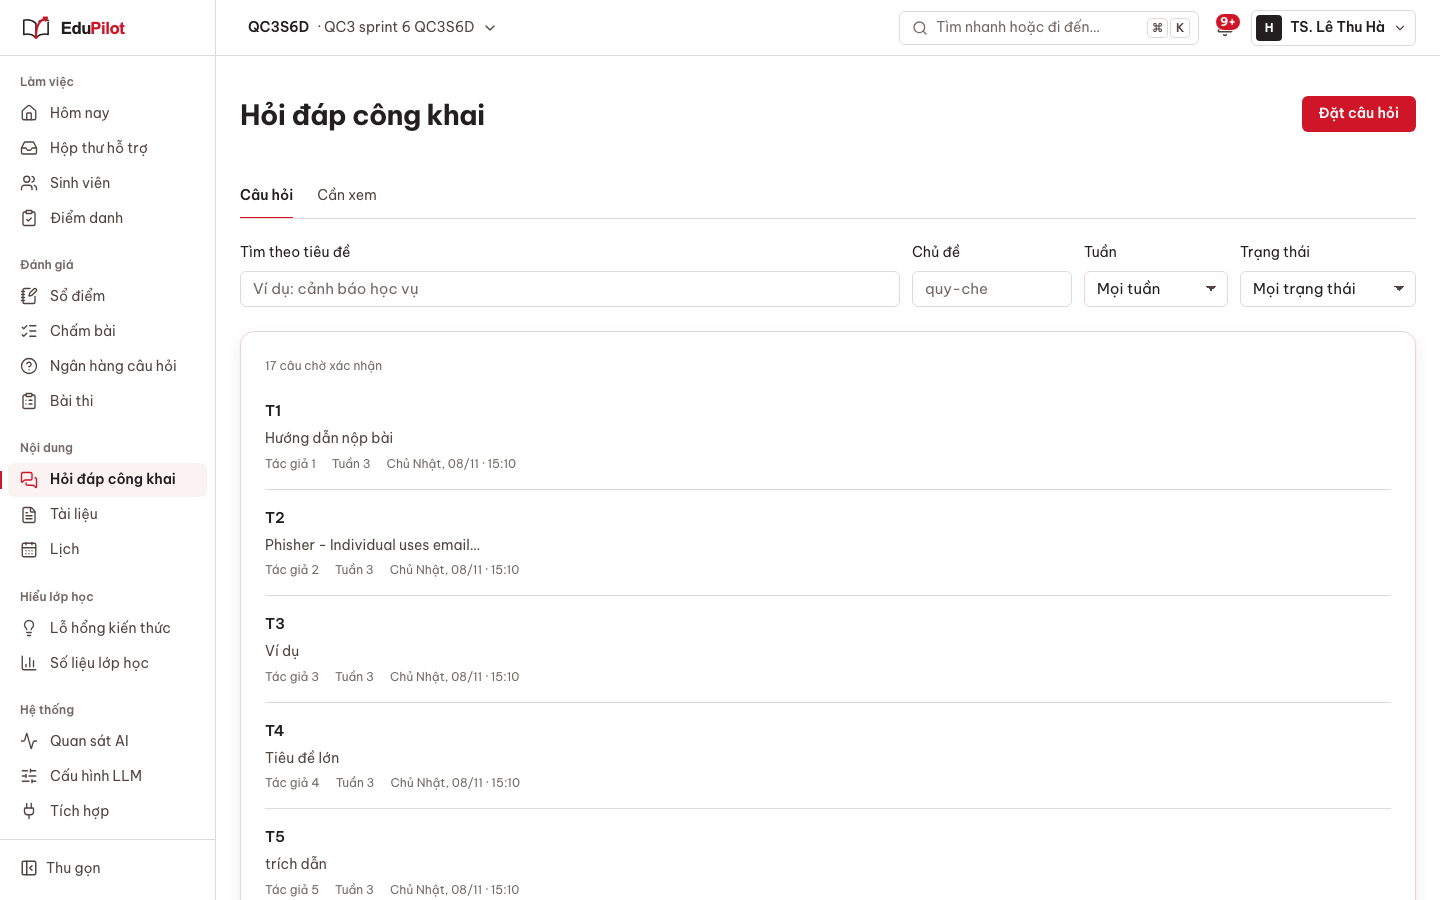 EduPilot
QC3S6D · QC3 sprint 6 QC3S6D
Tìm nhanh hoặc đi đến...
⌘ K
9+
H
TS. Lê Thu Hà
Làm việc
Hôm nay
Hộp thư hỗ trợ
Sinh viên
Điểm danh
Đánh giá
Sổ điểm
Chấm bài
Ngân hàng câu hỏi
Bài thi
Nội dung
Hỏi đáp công khai
Tài liệu
Lịch
Hiểu lớp học
Lỗ hổng kiến thức
Số liệu lớp học
Hệ thống
Quan sát AI
Cấu hình LLM
Tích hợp
Thu gọn
Hỏi đáp công khai
Đặt câu hỏi
Câu hỏi
Cần xem
Tìm theo tiêu đề
Ví dụ: cảnh báo học vụ
Chủ đề
quy-che
Tuần
Mọi tuần
Trạng thái
Mọi trạng thái
17 câu chờ xác nhận
T1
Hướng dẫn nộp bài
Tác giả 1 Tuần 3 Chủ Nhật, 08/11 · 15:10
T2
Phisher - Individual uses email...
Tác giả 2 Tuần 3 Chủ Nhật, 08/11 · 15:10
T3
Ví dụ
Tác giả 3 Tuần 3 Chủ Nhật, 08/11 · 15:10
T4
Tiêu đề lớn
Tác giả 4 Tuần 3 Chủ Nhật, 08/11 · 15:10
T5
trích dẫn
Tác giả 5 Tuần 3 Chủ Nhật, 08/11 · 15:10